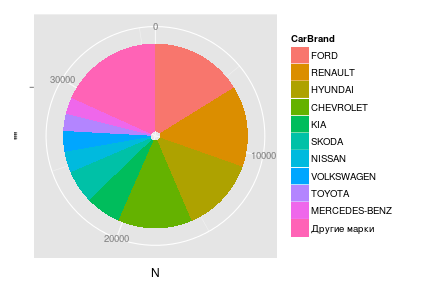 0
30000
10000
20000
N
CarBrand
FORD
RENAULT
HYUNDAI
CHEVROLET
KIA
SKODA
NISSAN
VOLKSWAGEN
TOYOTA
MERCEDES-BENZ
Другие марки